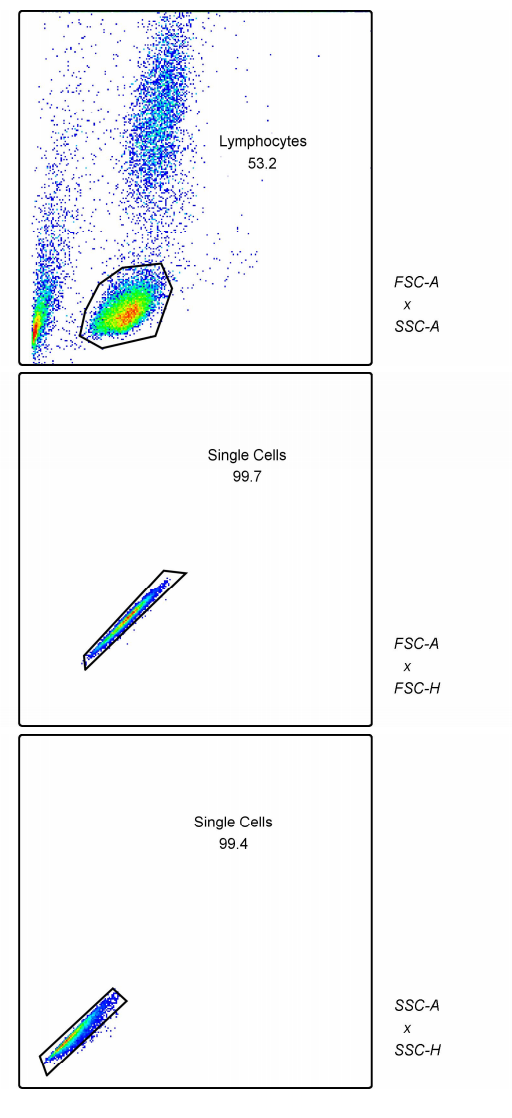 Lymphocytes
53.2
FSC-A
x
SSC-A
Single Cells
99.7
FSC-A
x
FSC-H
Single Cells
99.4
SSC-A
x
SSC-H